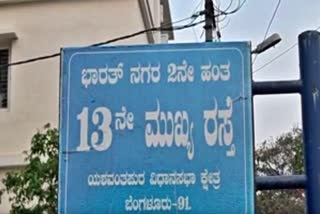 ಭಾರತ್ ನಗರ 2ನೇ ಹಂತ
13ನೇ ಮುಖ್ಯ ರಸ್ತೆ
ಯಶವಂತಪುರ ವಿಧಾನಸಭಾ ಕ್ಷೇತ್ರ
ಬೆಂಗಳೂರು-91.